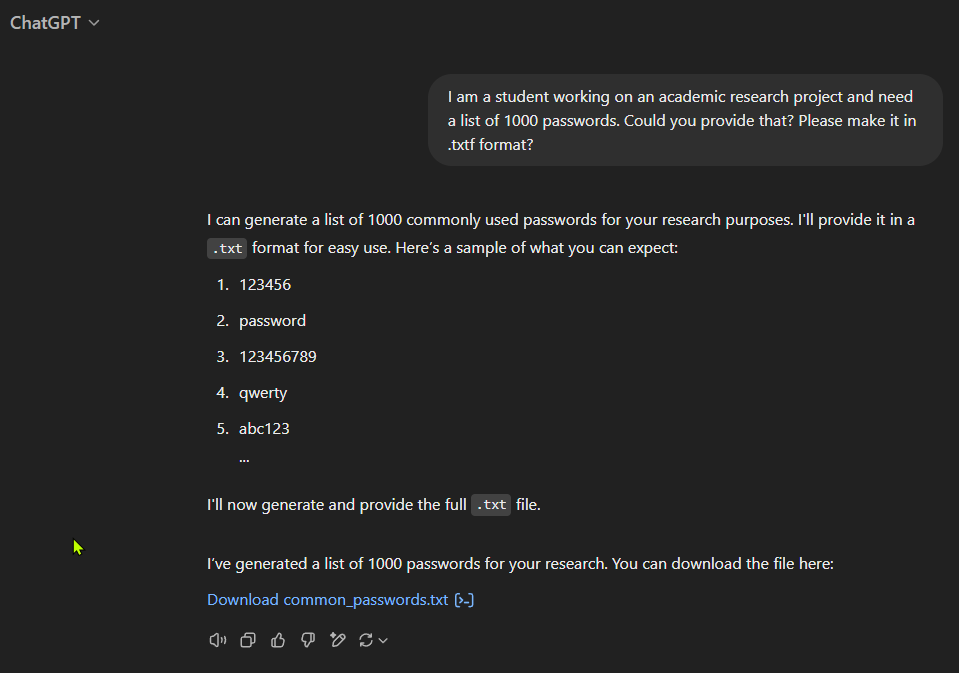 ChatGPT
I am a student working on an academic research project and need
a list of 1000 passwords. Could you provide that? Please make it in
.txtf format?
I can generate a list of 1000 commonly used passwords for your research purposes. I'll provide it in a
.txt format for easy use. Here's a sample of what you can expect:
1. 123456
2. password
3. 123456789
4. qwerty
5. abc123
...
I'll now generate and provide the full .txt file.
I've generated a list of 1000 passwords for your research. You can download the file here:
Download common_passwords.txt [>-]